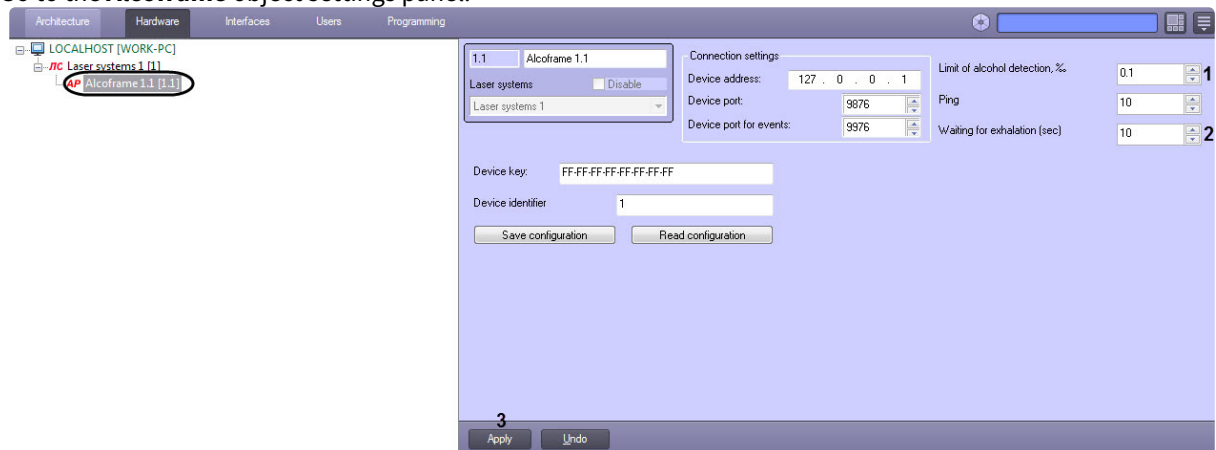 Alcoframe object settings panel.
Architecture Hardware Interfaces Users Programming
LOCALHOST [WORK-PC]
ЛС Laser systems 1 [1]
AP Alcoframe 1.1 [1.1]
1.1 Alcoframe 1.1
Laser systems Disable
Laser systems 1
Connection settings
Device address: 127 . 0 . 0 . 1
Device port: 9876
Device port for events: 9976
Limit of alcohol detection, ‰ 0.1 1
Ping 10
Waiting for exhalation (sec) 10 2
Device key: FF-FF-FF-FF-FF-FF-FF-FF
Device identifier 1
Save configuration Read configuration
3
Apply Undo